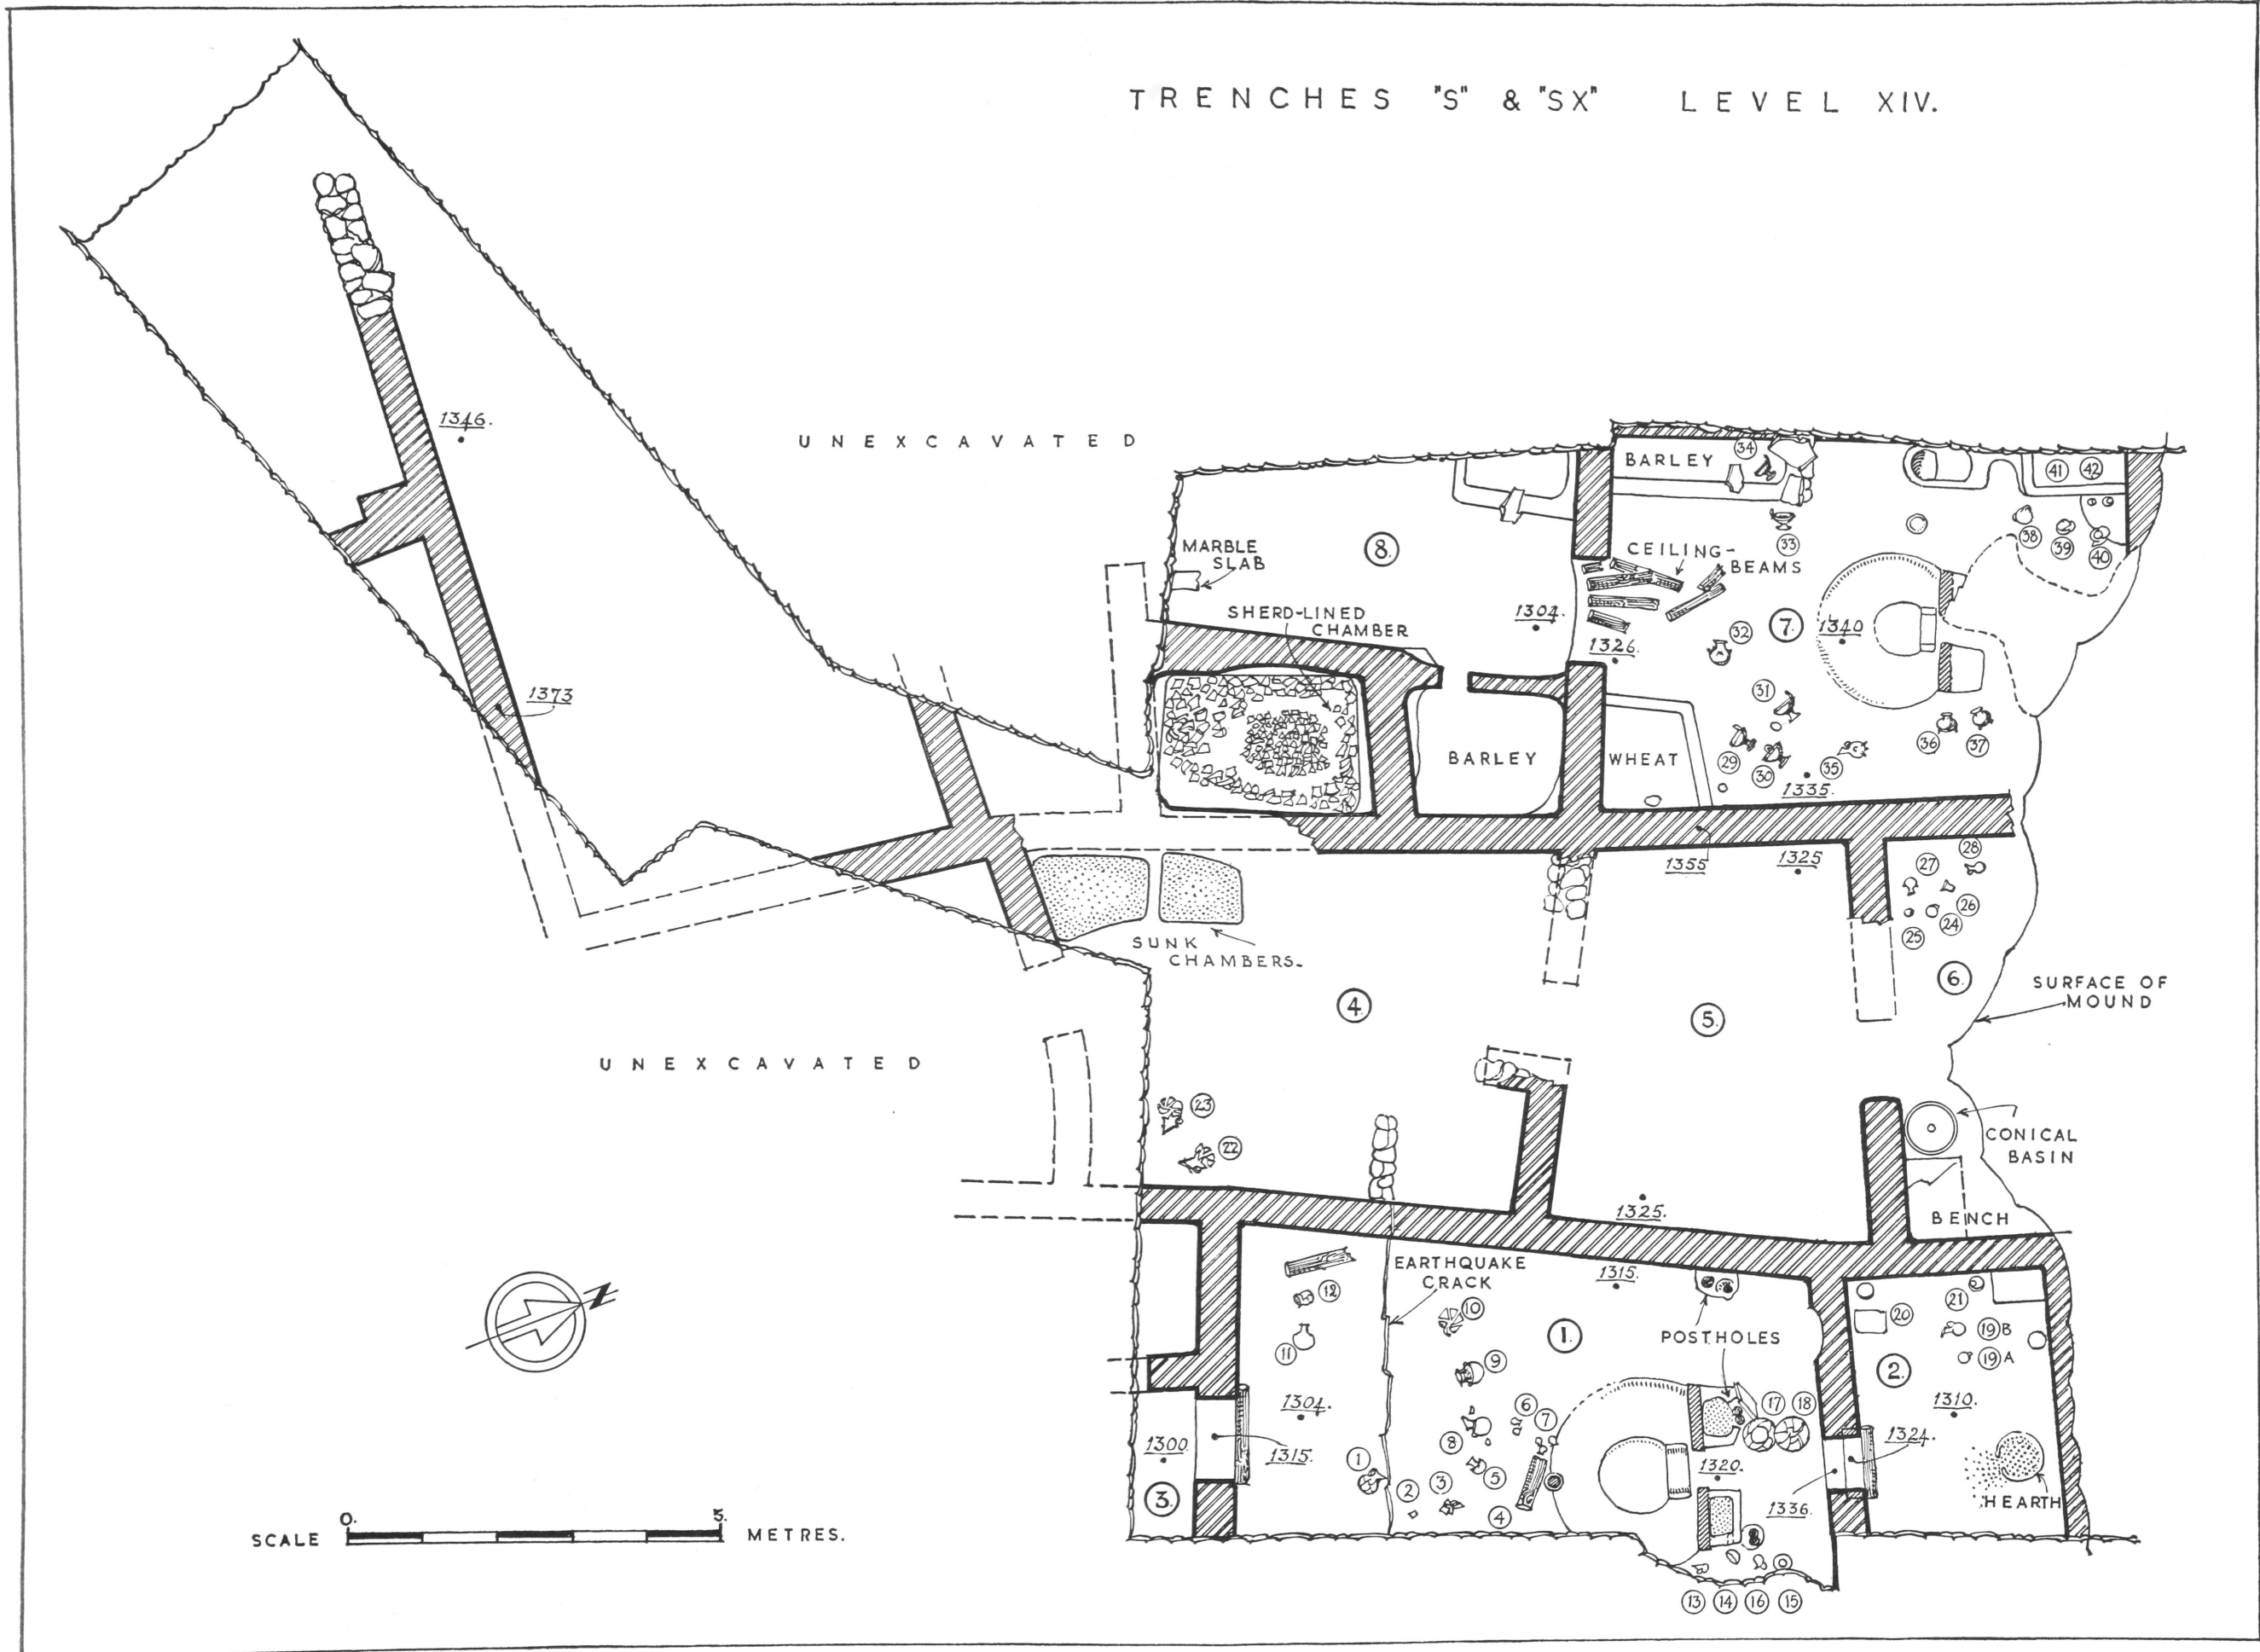 TRENCHES "S" & "SX" LEVEL XIV.
1346.
UNEXCAVATED
1373
MARBLE
SLAB
8.
SHERD-LINED
CHAMBER
1304.
BARLEY
34
41 42
33
CEILING-
BEAMS
38
39
40
32
7.
1340
1326.
31
BARLEY
WHEAT
29
30
35
36
37
1335.
1355
1325
28
27
26
24
25
SUNK
CHAMBERS.
4
5.
6.
SURFACE OF
MOUND
UNEXCAVATED
23
22
CONICAL
BASIN
BENCH
1325.
EARTHQUAKE
CRACK
1315.
12
10
11
9
1.
POSTHOLES
20
21
19 B
19 A
2.
N
1304.
6
7
17 18
1310.
8
1300
1315.
1
2
3
5
4
1320.
1324.
1336.
3.
HEARTH
SCALE 0. 5. METRES.
13 14 16 15